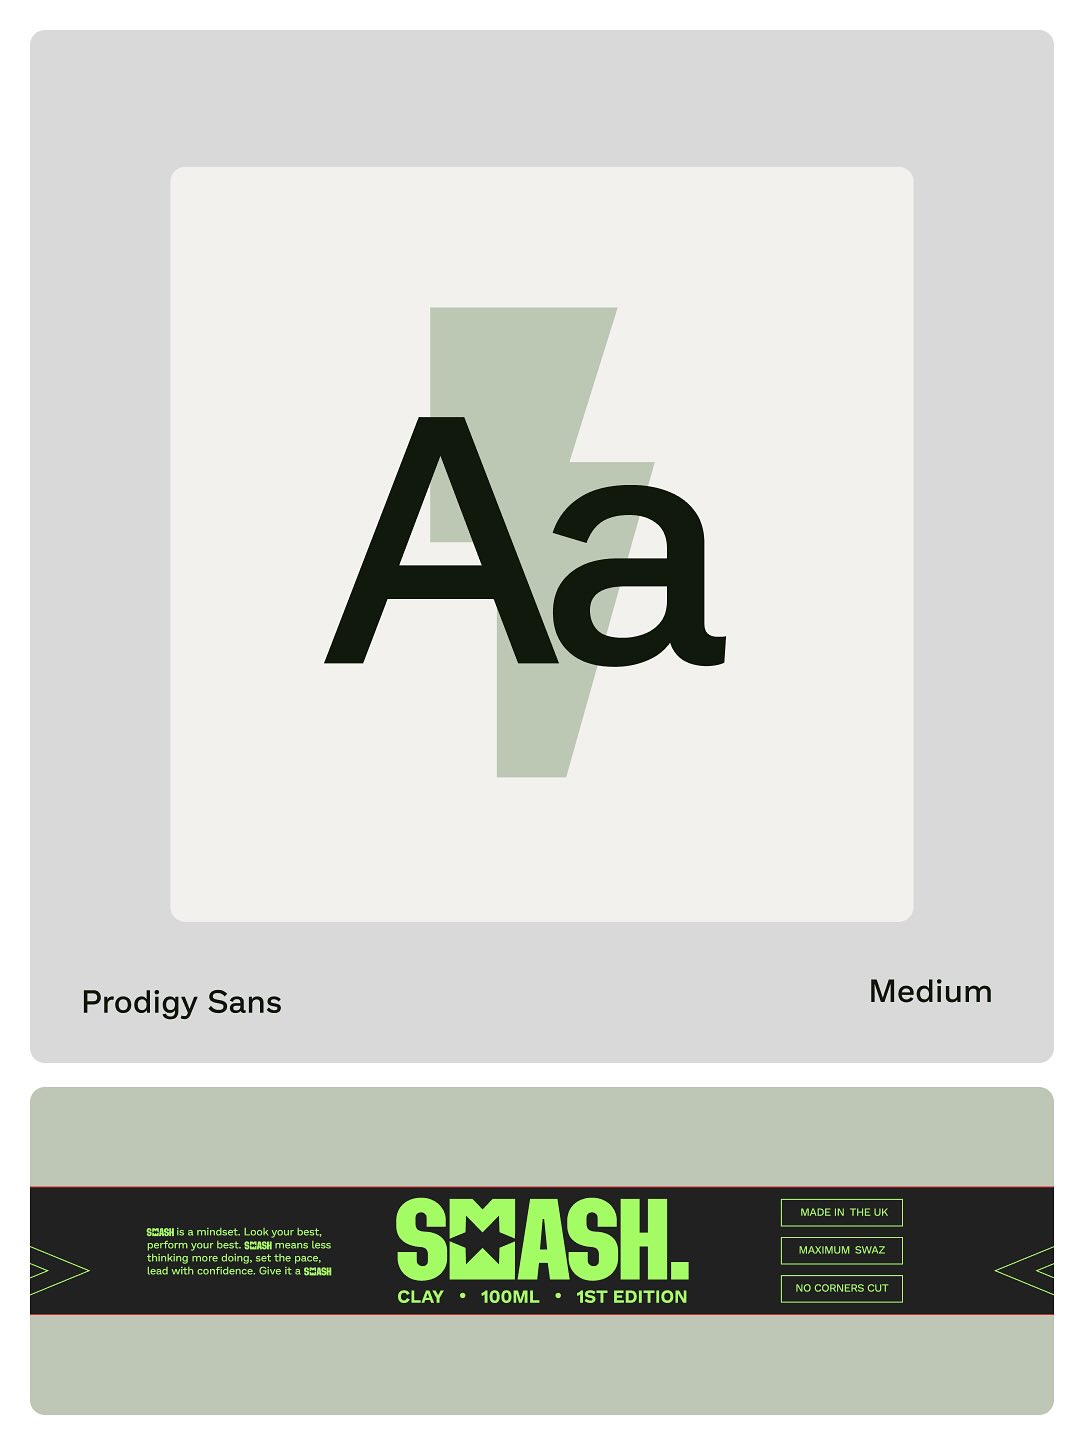 Aa
Prodigy Sans
Medium
SMASH is a mindset. Look your best,
perform your best. SMASH means less
thinking more doing, set the pace,
lead with confidence. Give it a SMASH
SMASH.
CLAY • 100ML • 1ST EDITION
MADE IN THE UK
MAXIMUM SWAZ
NO CORNERS CUT